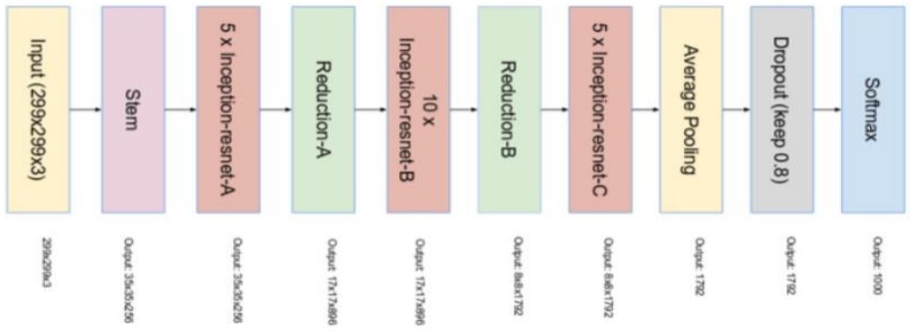 Input (299x299x3)
Stem
5 x Inception-resnet-A
Reduction-A
10 x
Inception-resnet-B
Reduction-B
5 x Inception-resnet-C
Average Pooling
Dropout (keep 0.8)
Softmax
299x299x3
Output: 35x35x256
Output: 35x35x256
Output: 17x17x896
Output: 17x17x896
Output: 8x8x1792
Output: 8x8x1792
Output: 1792
Output: 1792
Output: 1000